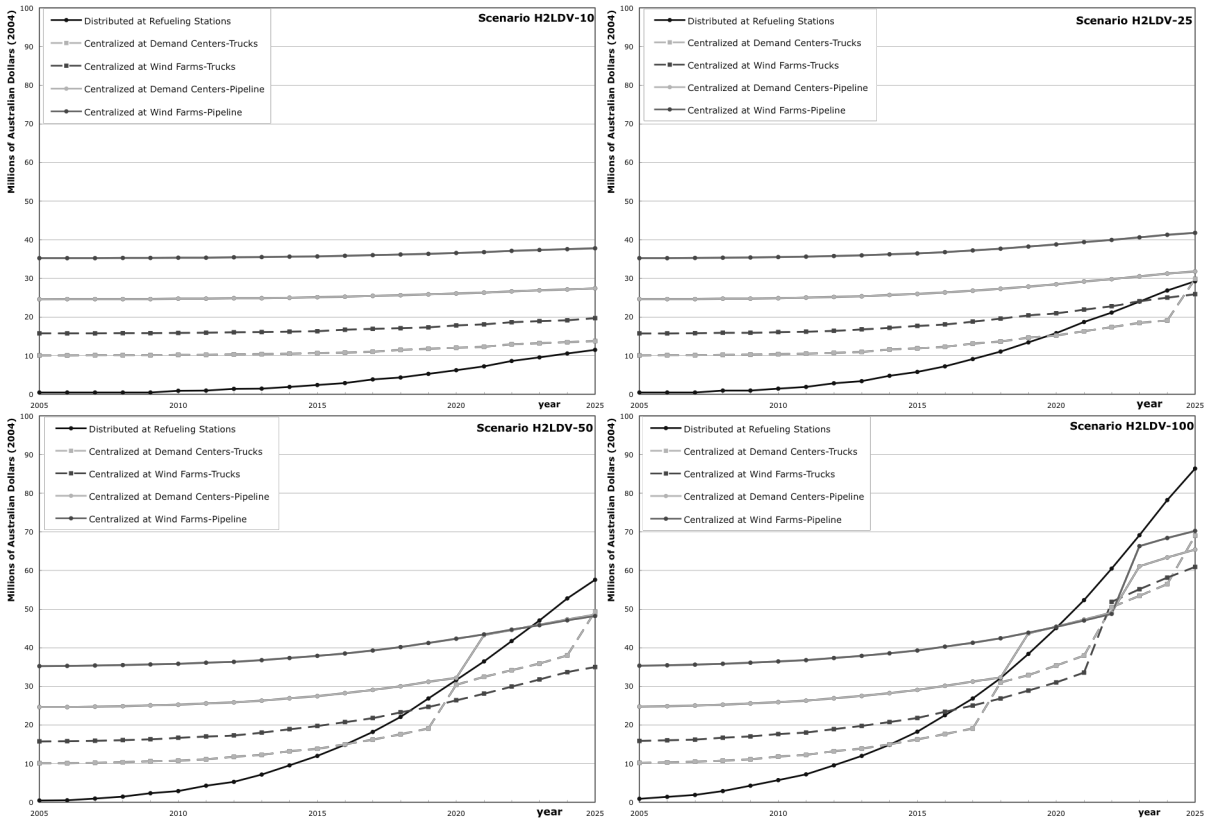 Scenario H2LDV-10
Millions of Australian Dollars (2004)
Distributed at Refueling Stations
Centralized at Demand Centers-Trucks
Centralized at Wind Farms-Trucks
Centralized at Demand Centers-Pipeline
Centralized at Wind Farms-Pipeline
100
90
80
70
60
50
40
30
20
10
0
2005 2010 2015 2020 year 2025
Scenario H2LDV-25
Millions of Australian Dollars (2004)
Distributed at Refueling Stations
Centralized at Demand Centers-Trucks
Centralized at Wind Farms-Trucks
Centralized at Demand Centers-Pipeline
Centralized at Wind Farms-Pipeline
100
90
80
70
60
50
40
30
20
10
0
2005 2010 2015 2020 year 2025
Scenario H2LDV-50
Millions of Australian Dollars (2004)
Distributed at Refueling Stations
Centralized at Demand Centers-Trucks
Centralized at Wind Farms-Trucks
Centralized at Demand Centers-Pipeline
Centralized at Wind Farms-Pipeline
100
90
80
70
60
50
40
30
20
10
0
2005 2010 2015 2020 year 2025
Scenario H2LDV-100
Millions of Australian Dollars (2004)
Distributed at Refueling Stations
Centralized at Demand Centers-Trucks
Centralized at Wind Farms-Trucks
Centralized at Demand Centers-Pipeline
Centralized at Wind Farms-Pipeline
100
90
80
70
60
50
40
30
20
10
0
2005 2010 2015 2020 year 2025